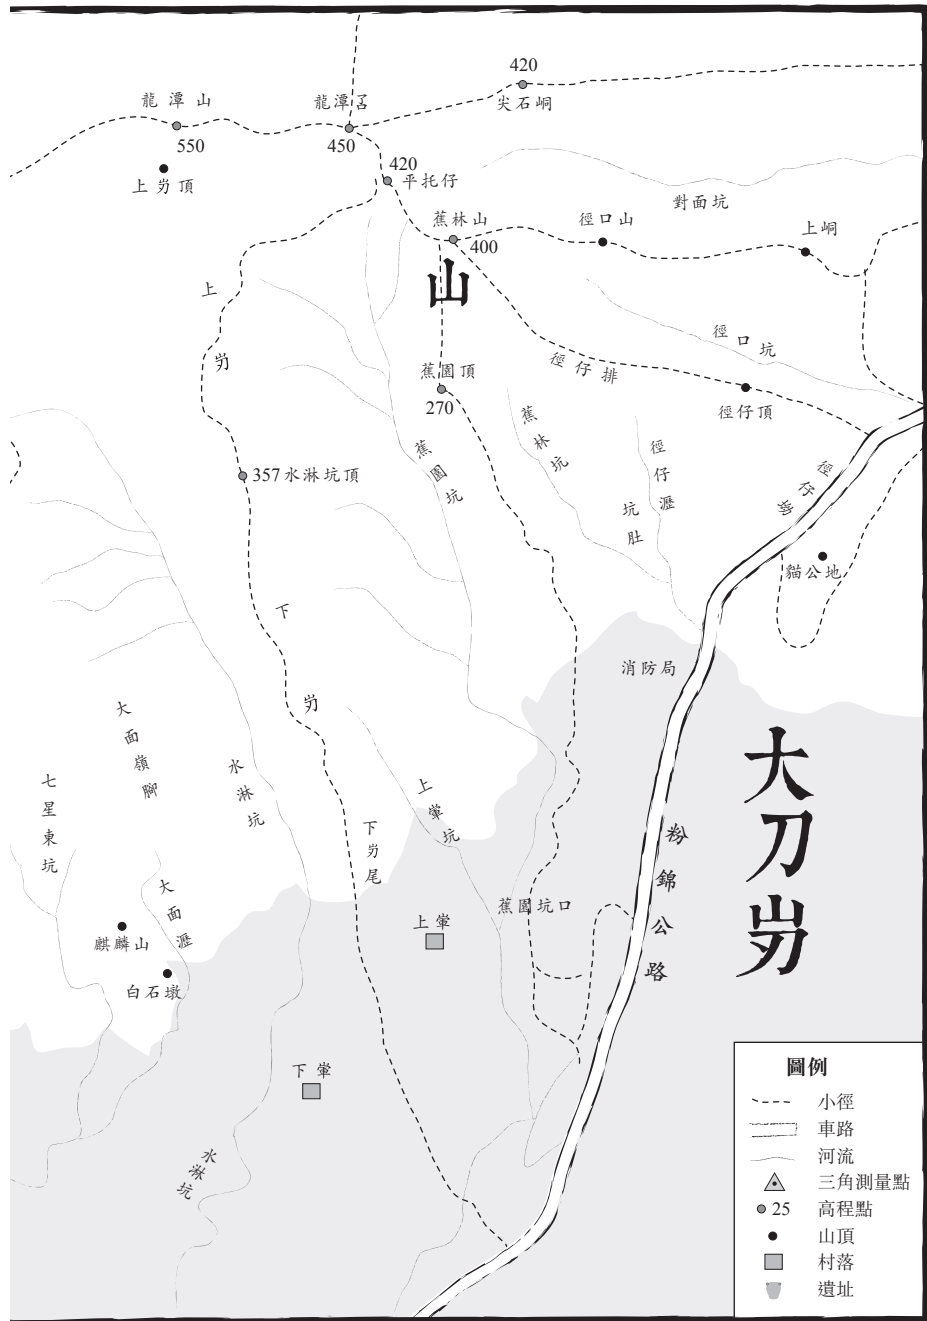 420
龍潭山
龍潭
尖石峒
550
450
420
平托仔
上岃頂
對面坑
蕉林山
徑口山
上峒
400
山
上岃
徑口坑
徑仔排
蕉園頂
270
徑仔頂
蕉林坑
蕉園坑
徑仔瀝
坑肚
徑仔
357水淋坑頂
貓公地
下岃
消防局
大刀岃
大面嶺腳
水淋坑
七星東坑
上輋坑
下岃尾
粉錦公路
大面瀝
蕉園坑口
上輋
麒麟山
白石墩
下輋
水淋坑
圖例
小徑
車路
河流
三角測量點
25 高程點
山頂
村落
遺址